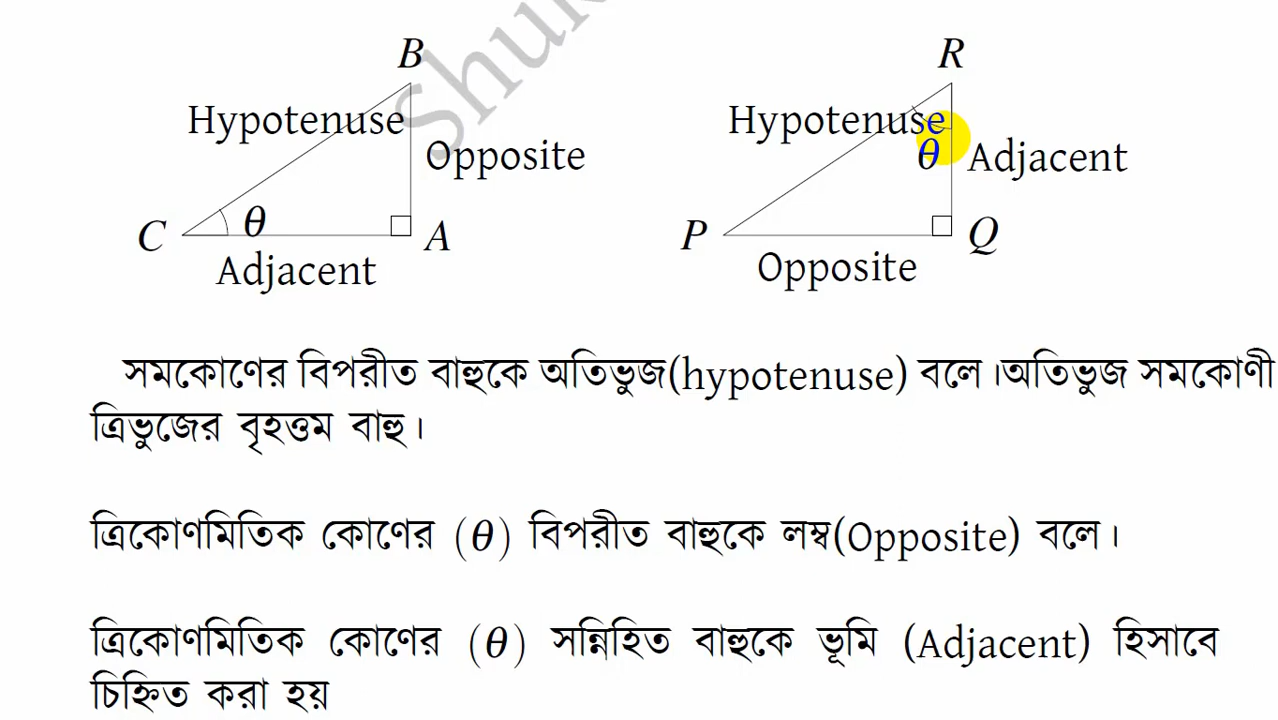 B
R
Hypotenuse
Hypotenuse
Opposite
θ
Adjacent
C
θ
A
P
Q
Adjacent
Opposite
সমকোণের বিপরীত বাহুকে অতিভুজ(hypotenuse) বলে।অতিভুজ সমকোণী
ত্রিভুজের বৃহত্তম বাহু।
ত্রিকোণমিতিক কোণের (θ) বিপরীত বাহুকে লম্ব(Opposite) বলে।
ত্রিকোণমিতিক কোণের (θ) সন্নিহিত বাহুকে ভূমি (Adjacent) হিসাবে
চিহ্নিত করা হয়